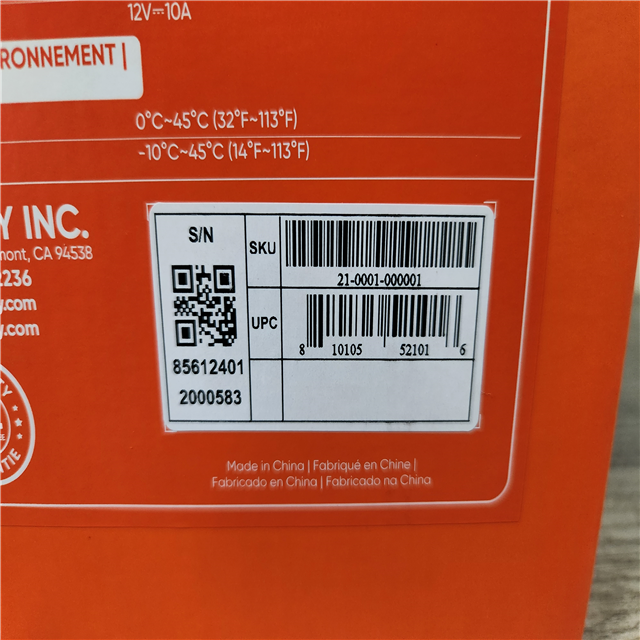 12V⎓10A
RONNEMENT |
0°C~45°C (32°F~113°F)
-10°C~45°C (14°F~113°F)
Y INC.
mont, CA 94538
2236
y.com
y.com
S/N
SKU
21-0001-000001
UPC
8 10105 52101 6
85612401
2000583
Made in China | Fabriqué en Chine |
Fabricado en China | Fabricado na China